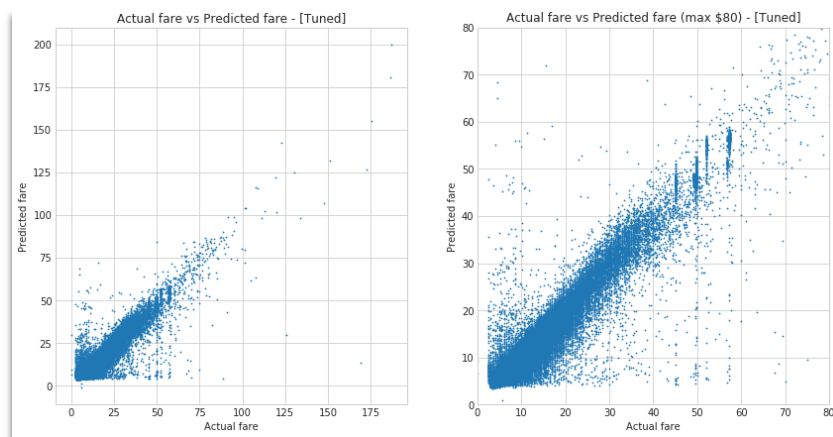 Actual fare vs Predicted fare - [Tuned]
200
175
150
125
100
75
50
25
0
Predicted fare
0 25 50 75 100 125 150 175
Actual fare
Actual fare vs Predicted fare (max $80) - [Tuned]
80
70
60
50
40
30
20
10
0
Predicted fare
0 10 20 30 40 50 60 70 80
Actual fare